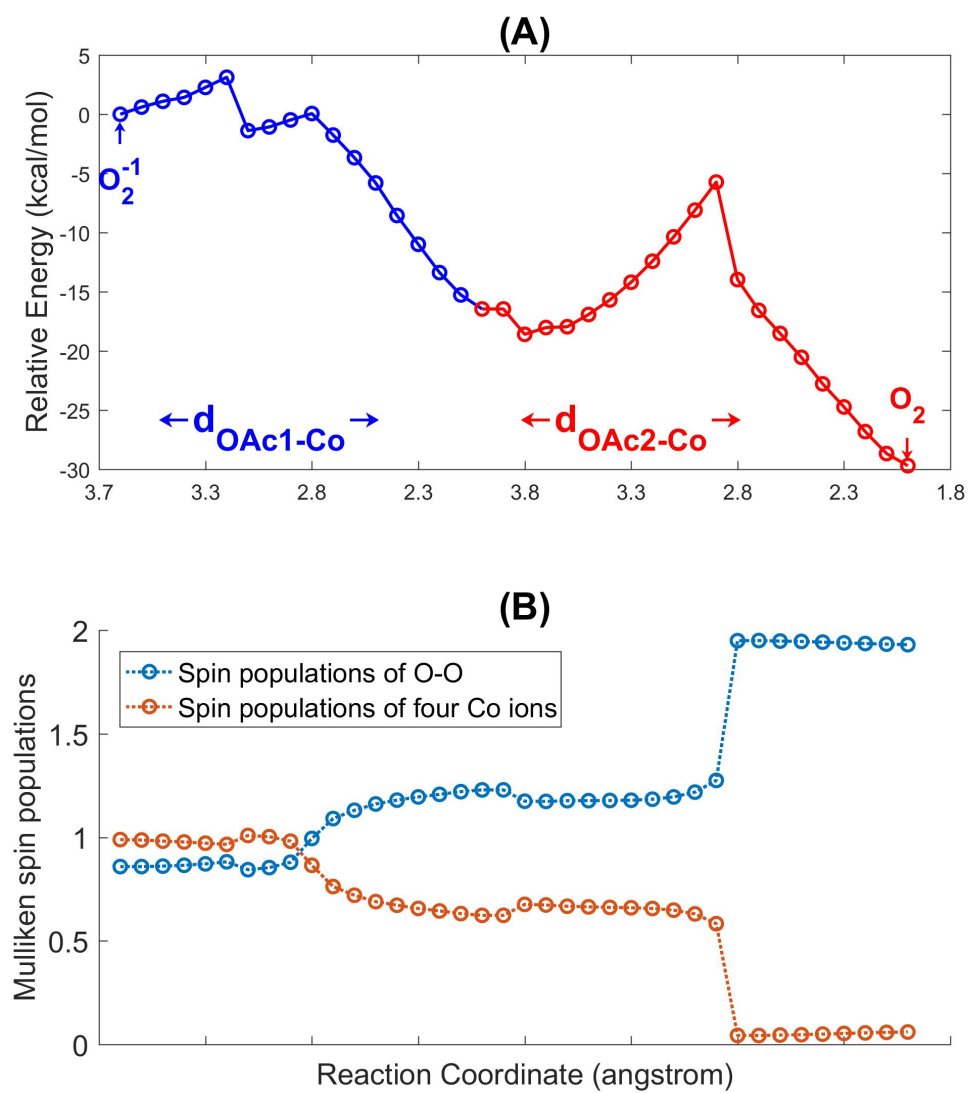 (A)
Relative Energy (kcal/mol)
5
0
-5
-10
-15
-20
-25
-30
O2-1
dOAc1-Co
dOAc2-Co
O2
3.7 3.3 2.8 2.3 3.8 3.3 2.8 2.3 1.8
(B)
Mulliken spin populations
2
1.5
1
0.5
0
Spin populations of O-O
Spin populations of four Co ions
Reaction Coordinate (angstrom)